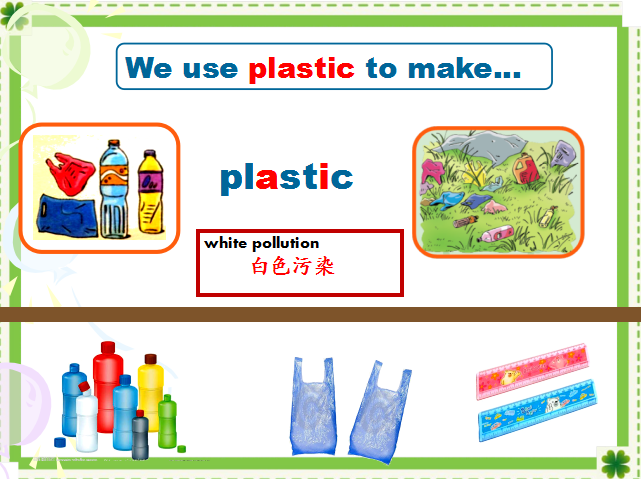 We use plastic to make...
plastic
white pollution
白色污染